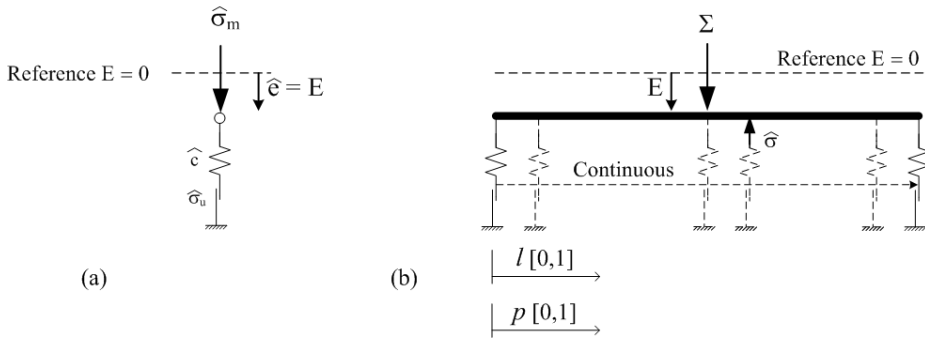 σ̂m
Reference E = 0
ê = E
ĉ
σ̂u
(a)
Σ
Reference E = 0
E
σ̂
Continuous
(b)
l [0,1]
p [0,1]